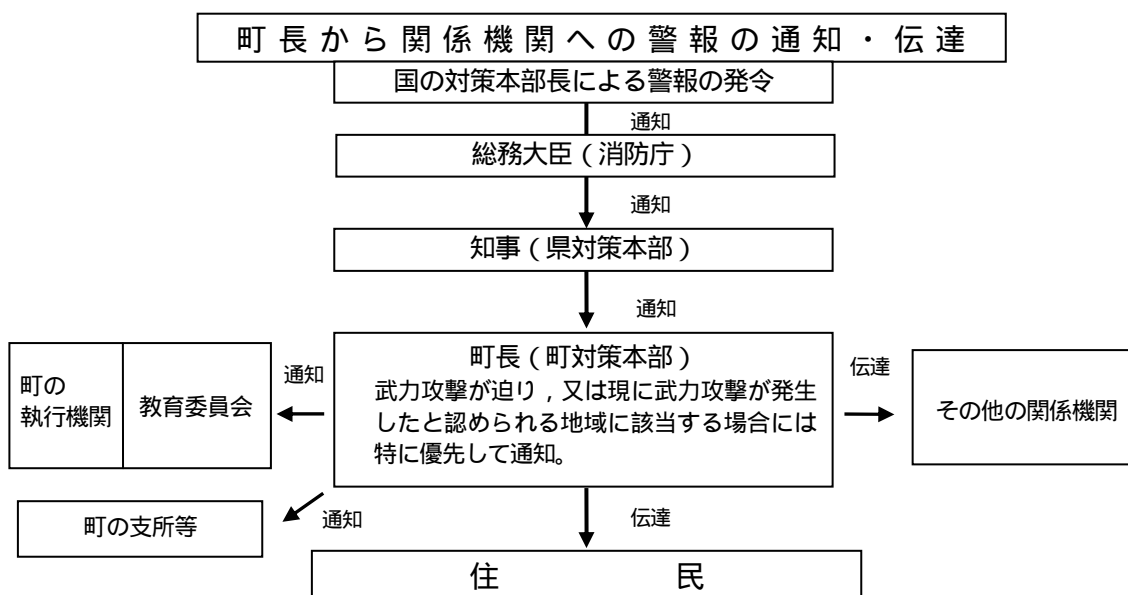 町長から関係機関への警報の通知・伝達
国の対策本部長による警報の発令
通知
総務大臣(消防庁)
通知
知事(県対策本部)
通知
町長(町対策本部)
武力攻撃が迫り,又は現に武力攻撃が発生
したと認められる地域に該当する場合には
特に優先して通知。
通知
町の
執行機関
教育委員会
伝達
その他の関係機関
通知
町の支所等
伝達
住民